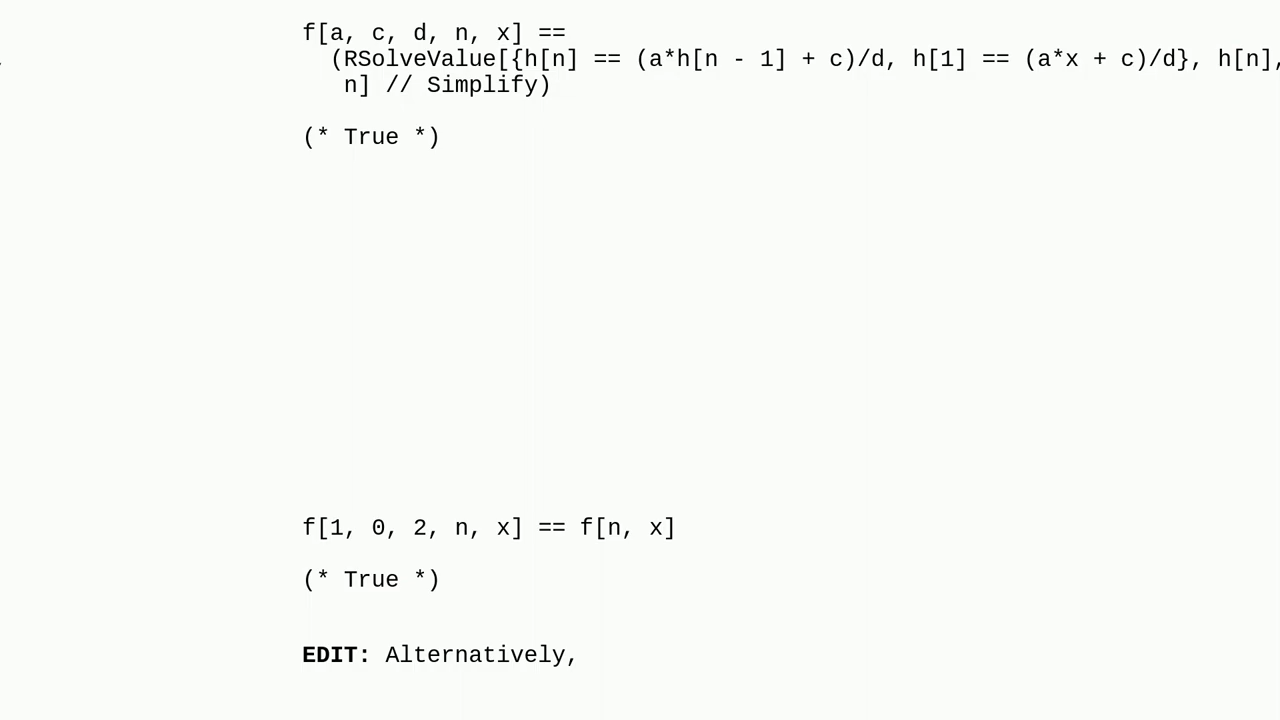 f[a, c, d, n, x] ==
(RSolveValue[{h[n] == (a*h[n - 1] + c)/d, h[1] == (a*x + c)/d}, h[n],
n] // Simplify)
(* True *)
f[1, 0, 2, n, x] == f[n, x]
(* True *)
EDIT: Alternatively,